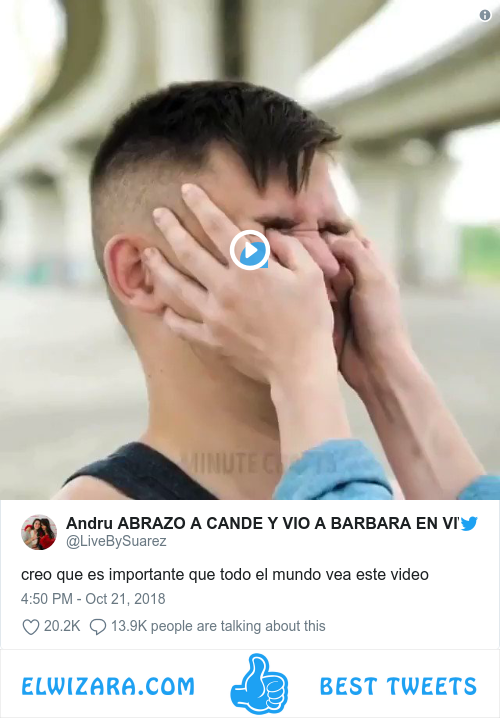 MINUTE CRAFTS
Andru ABRAZO A CANDE Y VIO A BARBARA EN VI
@LiveBySuarez
creo que es importante que todo el mundo vea este video
4:50 PM - Oct 21, 2018
20.2K 13.9K people are talking about this
ELWIZARA.COM BEST TWEETS